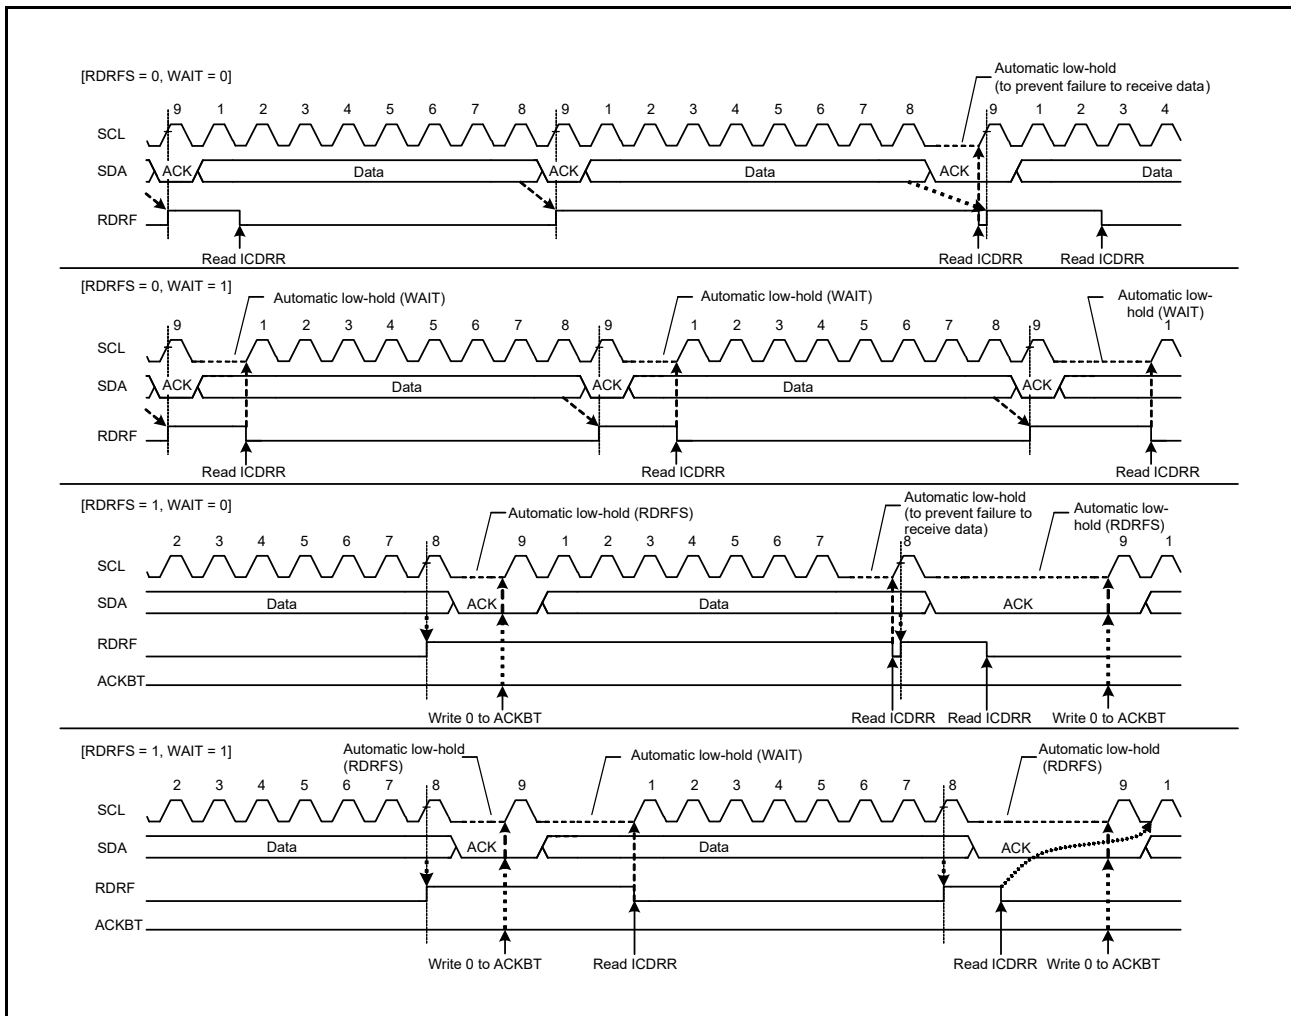 [RDRFS = 0, WAIT = 0]
Automatic low-hold
(to prevent failure to receive data)
9 1 2 3 4 5 6 7 8 9 1 2 3 4 5 6 7 8 9 1 2 3 4
SCL
SDA ACK Data ACK Data ACK Data
RDRF
Read ICDRR Read ICDRR Read ICDRR
[RDRFS = 0, WAIT = 1]
Automatic low-hold (WAIT) Automatic low-hold (WAIT) Automatic low-
hold (WAIT)
9 1 2 3 4 5 6 7 8 9 1 2 3 4 5 6 7 8 9 1
SCL
SDA ACK Data ACK Data ACK
RDRF
Read ICDRR Read ICDRR Read ICDRR
[RDRFS = 1, WAIT = 0]
Automatic low-hold (RDRFS) Automatic low-hold
(to prevent failure to
receive data) Automatic low-
hold (RDRFS)
2 3 4 5 6 7 8 9 1 2 3 4 5 6 7 8 9 1
SCL
SDA Data ACK Data ACK
RDRF
ACKBT
Write 0 to ACKBT Read ICDRR Read ICDRR Write 0 to ACKBT
[RDRFS = 1, WAIT = 1]
Automatic low-hold
(RDRFS) Automatic low-hold (WAIT) Automatic low-hold
(RDRFS)
2 3 4 5 6 7 8 9 1 2 3 4 5 6 7 8 9 1
SCL
SDA Data ACK Data ACK
RDRF
ACKBT
Write 0 to ACKBT Read ICDRR Read ICDRR Write 0 to ACKBT